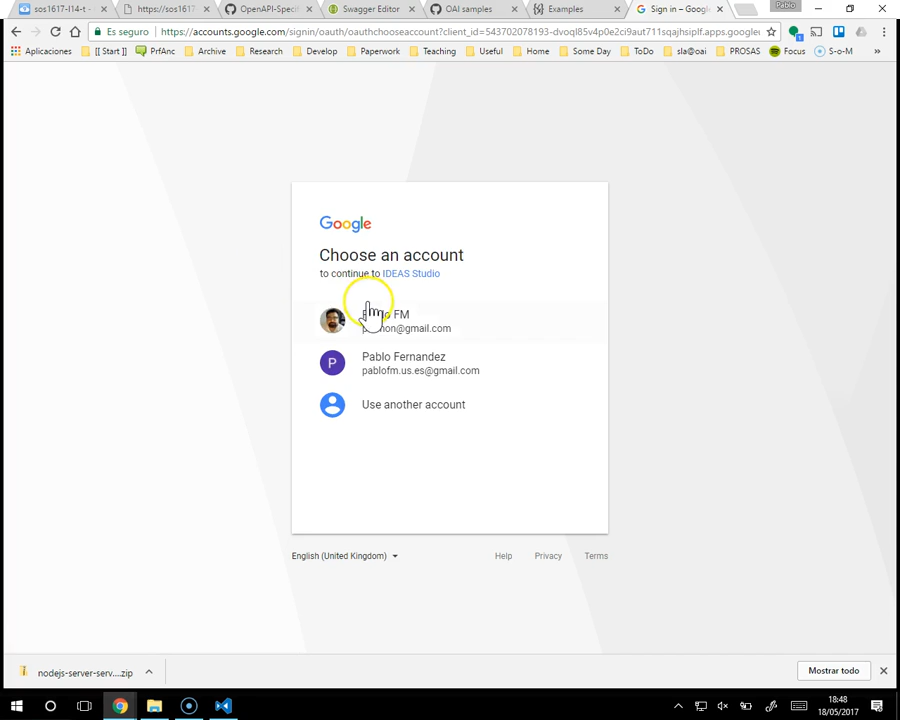 sos1617-l14-t -
https://sos1617
OpenAPI-Specif
Swagger Editor
OAI samples
Examples
Sign in – Google
Pablo
Es seguro
https://accounts.google.com/signin/oauth/oauthchooseaccount?client_id=543702078193-dvoql85v4p0e2ci9aut711sqajhsiplf.apps.google
Aplicaciones
[[ Start ]]
PrfAnc
Archive
Research
Develop
Paperwork
Teaching
Useful
Home
Some Day
ToDo
sla@oai
PROSAS
Focus
S-o-M
»
Google
Choose an account
to continue to IDEAS Studio
FM
@gmail.com
P
Pablo Fernandez
pablofm.us.es@gmail.com
Use another account
English (United Kingdom)
Help
Privacy
Terms
nodejs-server-serv....zip
Mostrar todo
18:48
18/05/2017